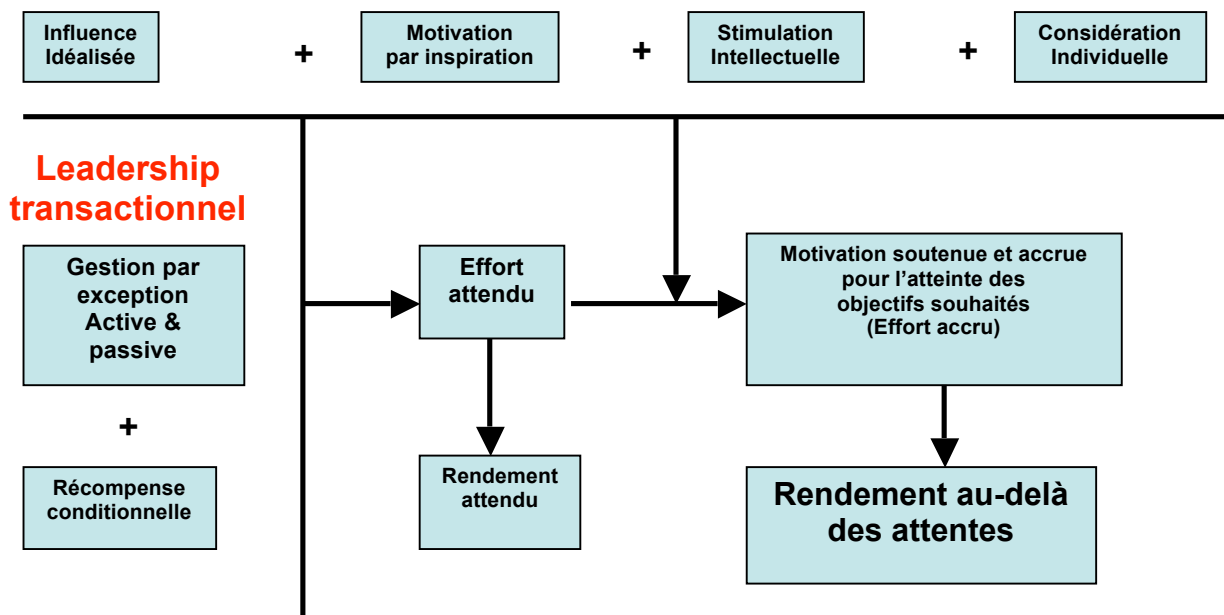 Influence
Idéalisée
+
Motivation
par inspiration
+
Stimulation
Intellectuelle
+
Considération
Individuelle
Leadership
transactionnel
Gestion par
exception
Active &
passive
+
Récompense
conditionnelle
Effort
attendu
Rendement
attendu
Motivation soutenue et accrue
pour l’atteinte des
objectifs souhaités
(Effort accru)
Rendement au-delà
des attentes